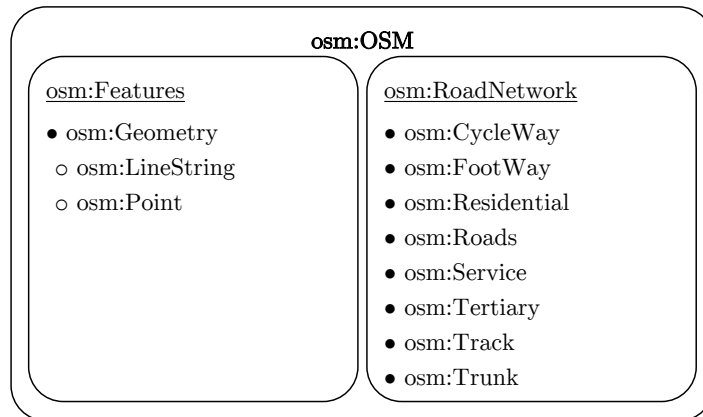 osm:OSM
osm:Features
• osm:Geometry
○ osm:LineString
○ osm:Point
osm:RoadNetwork
• osm:CycleWay
• osm:FootWay
• osm:Residential
• osm:Roads
• osm:Service
• osm:Tertiary
• osm:Track
• osm:Trunk